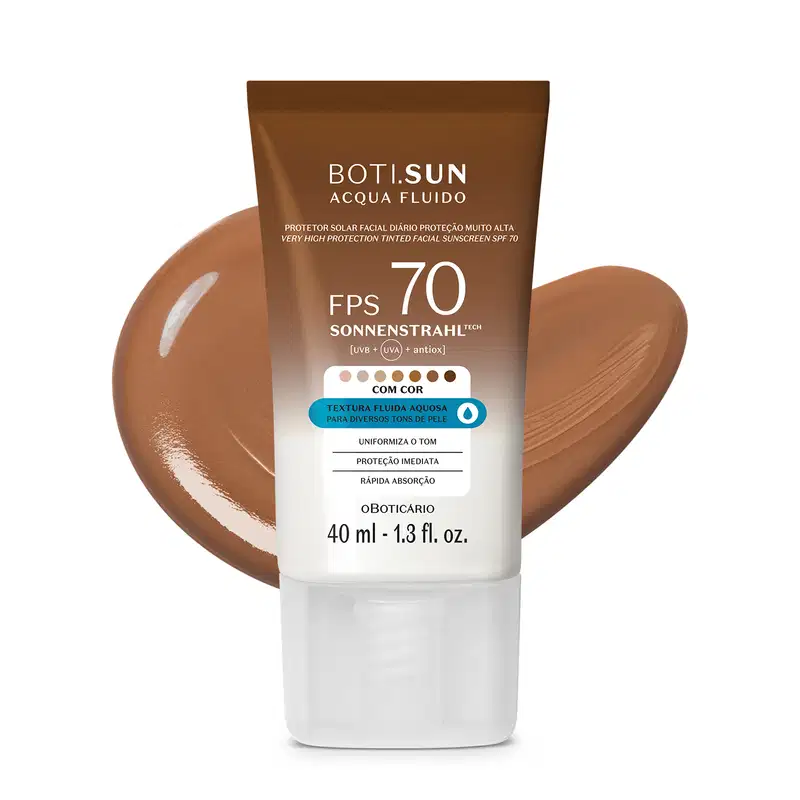 BOTI.SUN
ACQUA FLUIDO
PROTETOR SOLAR FACIAL DIÁRIO PROTEÇÃO MUITO ALTA
VERY HIGH PROTECTION TINTED FACIAL SUNSCREEN SPF 70
FPS 70
SONNENSTRAHL TECH
[UVB + UVA + antiox]
COM COR
TEXTURA FLUIDA AQUOSA
PARA DIVERSOS TONS DE PELE
UNIFORMIZA O TOM
PROTEÇÃO IMEDIATA
RÁPIDA ABSORÇÃO
oBOTICÁRIO
40 ml - 1.3 fl. oz.